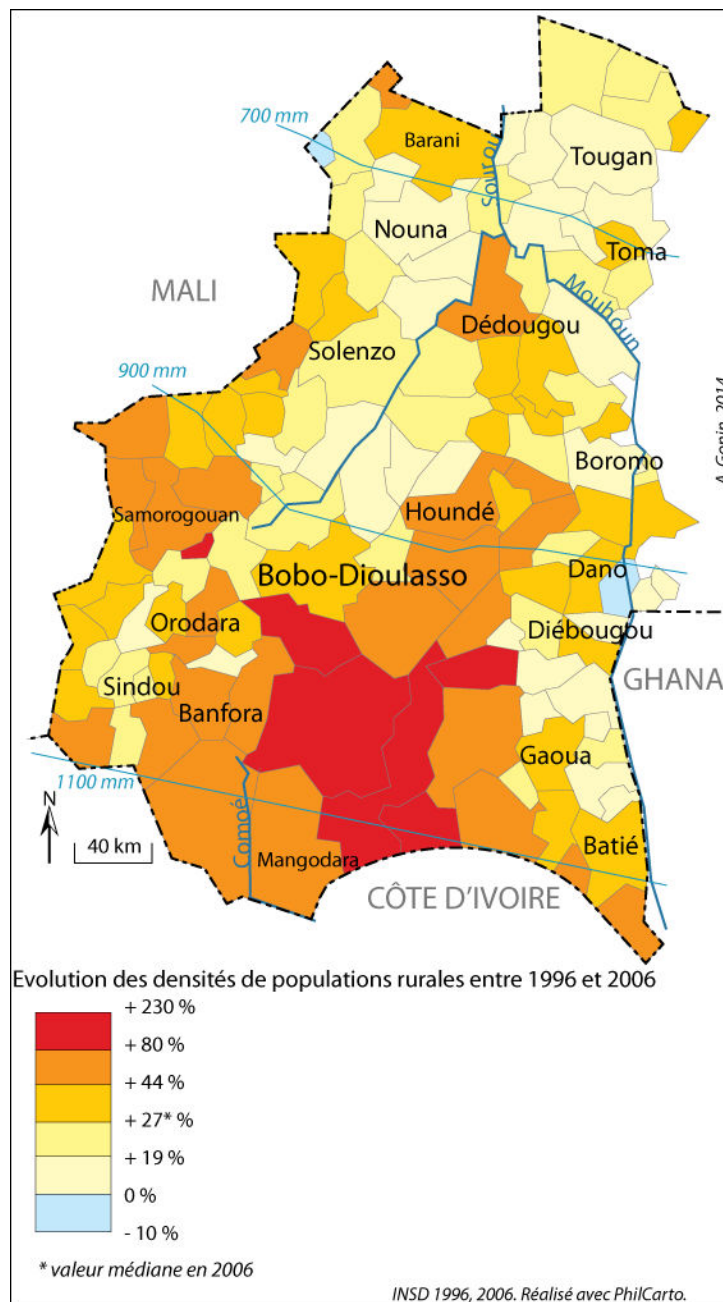 700 mm
Barani
Sourou
Tougan
Nouna
Toma
MALI
Mouhoun
Dédougou
Solenzo
900 mm
A. Gonin, 2014
Boromo
Samorogouan
Houndé
Bobo-Dioulasso
Dano
Orodara
Diébougou
GHANA
Sindou
Banfora
Gaoua
1100 mm
N
40 km
Comoé
Mangodara
Batié
CÔTE D'IVOIRE
Evolution des densités de populations rurales entre 1996 et 2006
+ 230 %
+ 80 %
+ 44 %
+ 27* %
+ 19 %
0 %
- 10 %
* valeur médiane en 2006
INSD 1996, 2006. Réalisé avec PhilCarto.